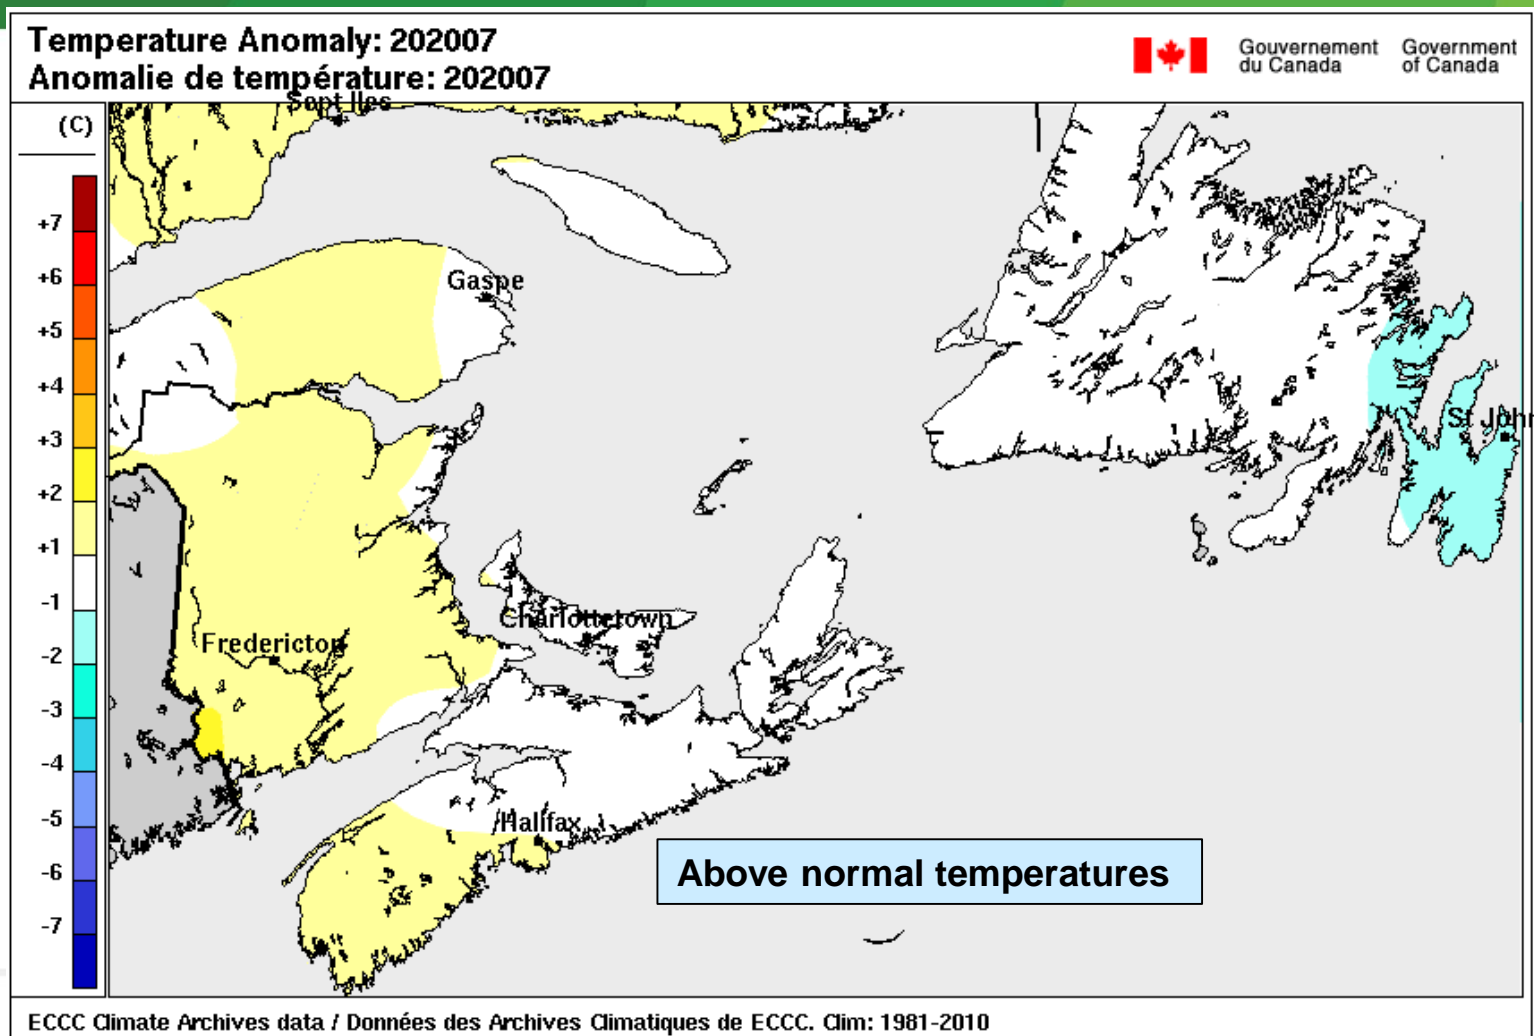 Temperature Anomaly: 202007
Anomalie de température: 202007
Gouvernement du Canada
Government of Canada
(C)
+7
+6
+5
+4
+3
+2
+1
-1
-2
-3
-4
-5
-6
-7
Sept Iles
Gaspe
St John
Charlottetown
Fredericton
Halifax
Above normal temperatures
ECCC Climate Archives data / Données des Archives Climatiques de ECCC. Clim: 1981-2010